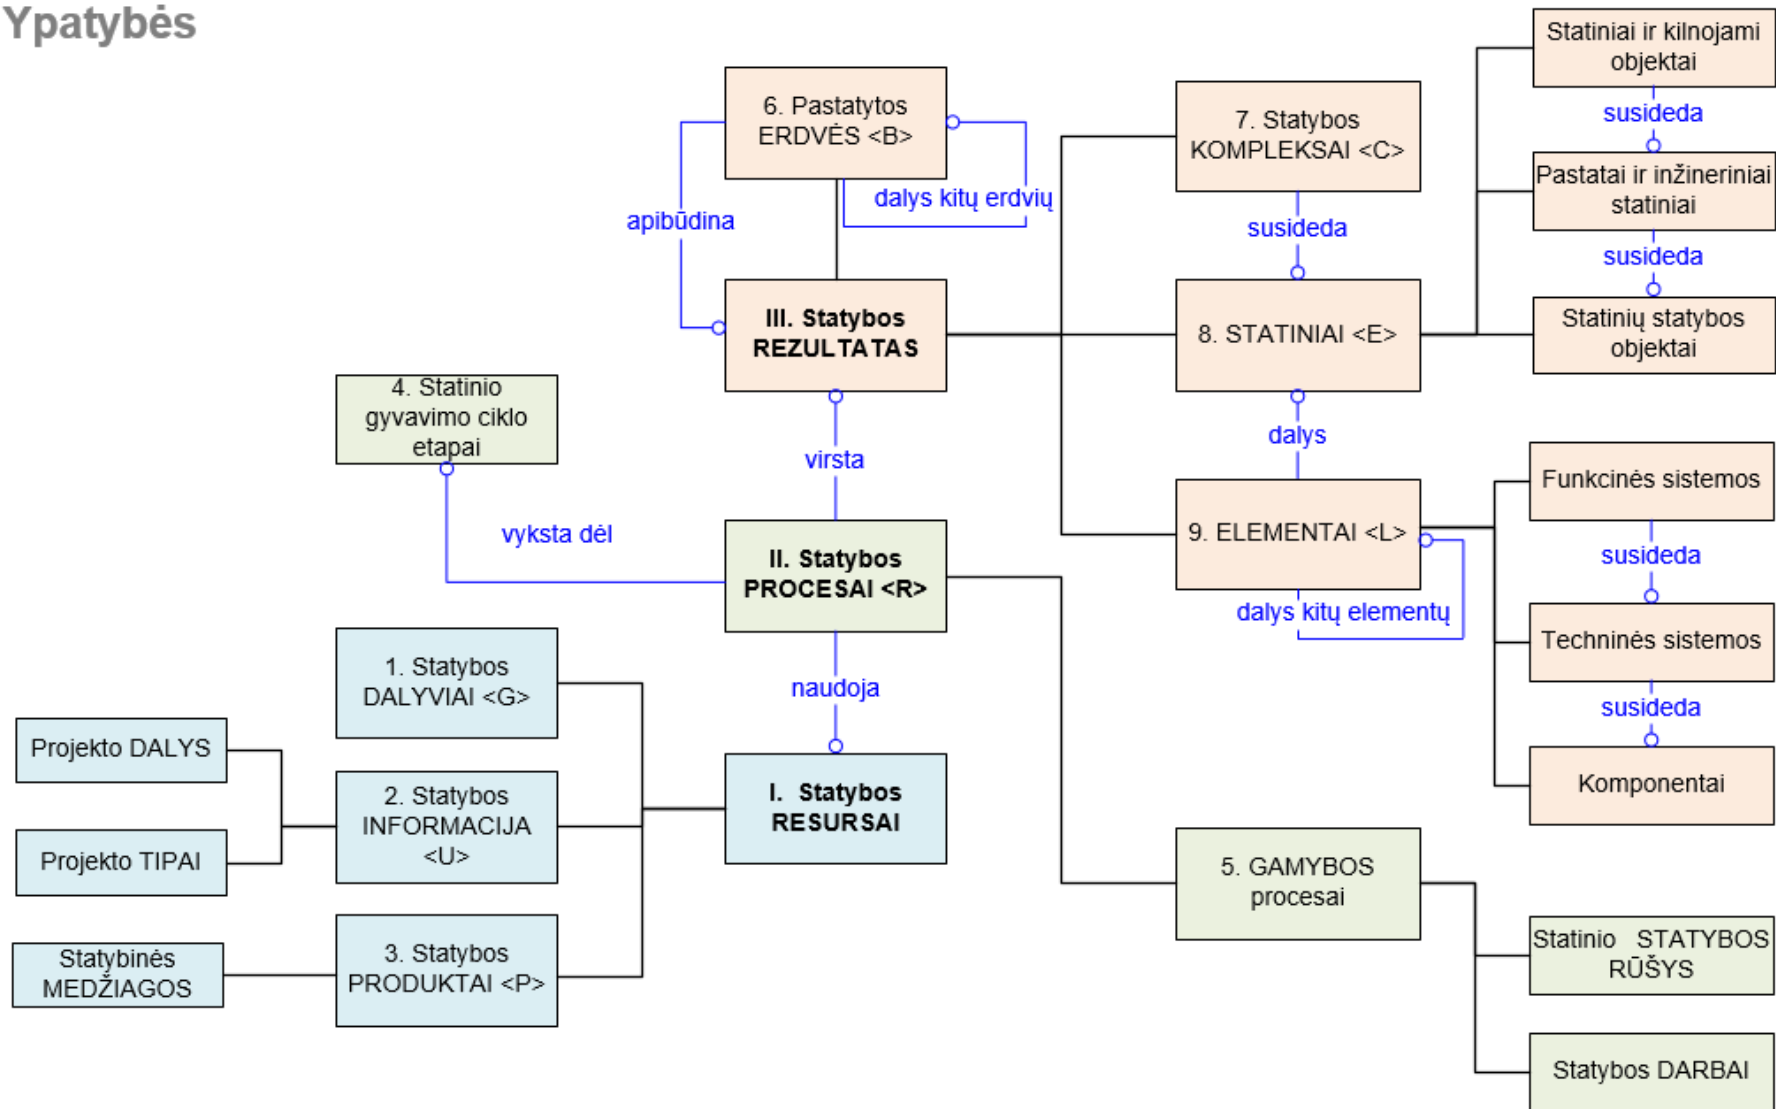 Ypatybės
Statiniai ir kilnojami
objektai
susideda
Pastatai ir inžineriniai
statiniai
susideda
Statinių statybos
objektai
6. Pastatytos
ERDVĖS <B>
dalys kitų erdvių
apibūdina
7. Statybos
KOMPLEKSAI <C>
susideda
III. Statybos
REZULTATAS
8. STATINIAI <E>
4. Statinio
gyvavimo ciklo
etapai
virsta
dalys
vyksta dėl
II. Statybos
PROCESAI <R>
9. ELEMENTAI <L>
dalys kitų elementų
Funkcinės sistemos
susideda
Techninės sistemos
susideda
Komponentai
1. Statybos
DALYVIAI <G>
naudoja
Projekto DALYS
2. Statybos
INFORMACIJA
<U>
I. Statybos
RESURSAI
Projekto TIPAI
3. Statybos
PRODUKTAI <P>
Statybinės
MEDŽIAGOS
5. GAMYBOS
procesai
Statinio STATYBOS
RŪŠYS
Statybos DARBAI